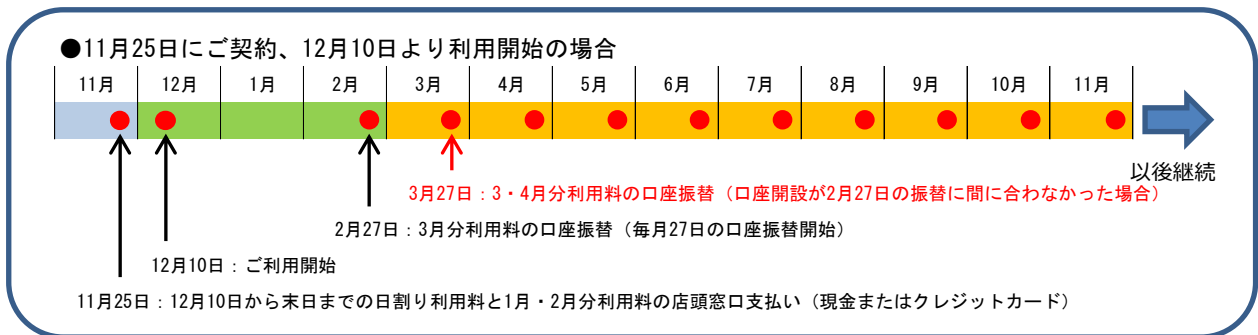 ●11月25日にご契約、12月10日より利用開始の場合
11月 12月 1月 2月 3月 4月 5月 6月 7月 8月 9月 10月 11月
以後継続
3月27日：3・4月分利用料の口座振替（口座開設が2月27日の振替に間に合わなかった場合）
2月27日：3月分利用料の口座振替（毎月27日の口座振替開始）
12月10日：ご利用開始
11月25日：12月10日から末日までの日割り利用料と1月・2月分利用料の店頭窓口支払い（現金またはクレジットカード）